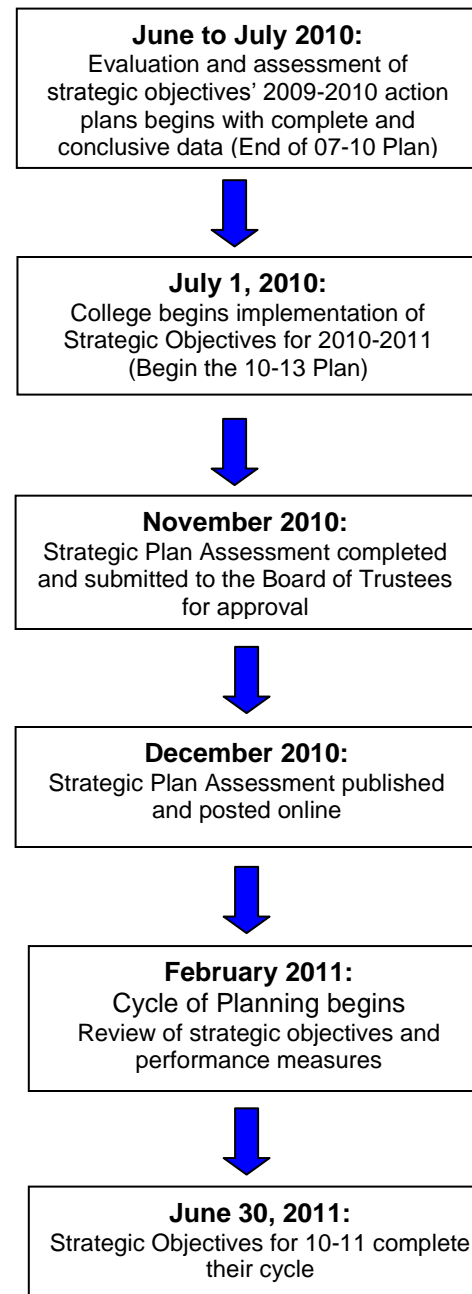 June to July 2010:
Evaluation and assessment of
strategic objectives’ 2009-2010 action
plans begins with complete and
conclusive data (End of 07-10 Plan)
July 1, 2010:
College begins implementation of
Strategic Objectives for 2010-2011
(Begin the 10-13 Plan)
November 2010:
Strategic Plan Assessment completed
and submitted to the Board of Trustees
for approval
December 2010:
Strategic Plan Assessment published
and posted online
February 2011:
Cycle of Planning begins
Review of strategic objectives and
performance measures
June 30, 2011:
Strategic Objectives for 10-11 complete
their cycle